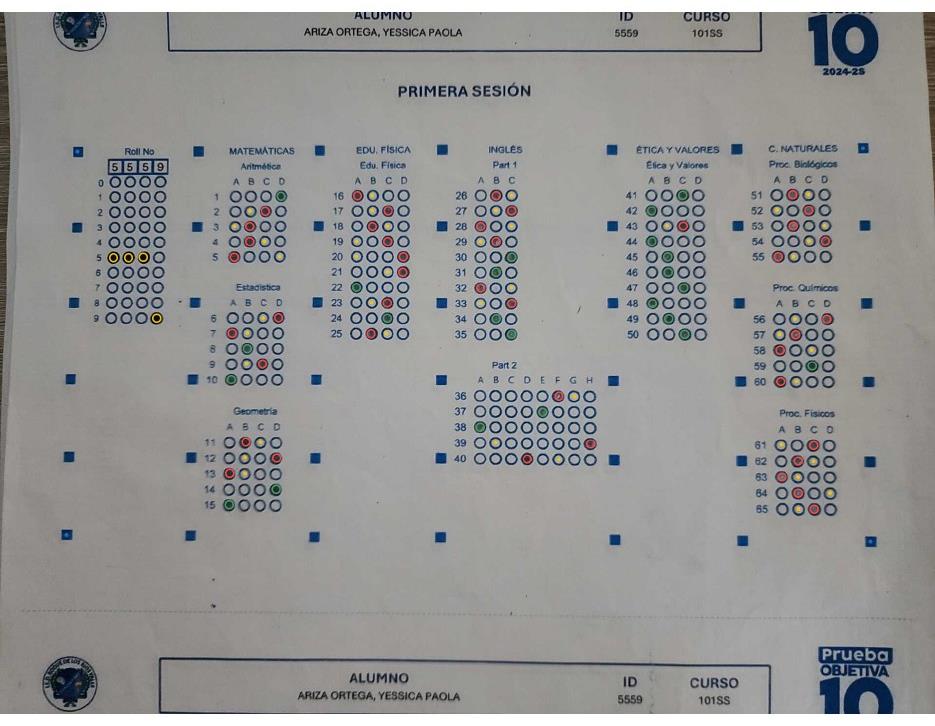 ALUMNO ID CURSO
ARIZA ORTEGA, YESSICA PAOLA 5559 101SS
10
2024-2S
PRIMERA SESIÓN
Roll No
5 5 5 9
0
1
2
3
4
5
6
7
8
9
MATEMÁTICAS
Aritmética
A B C D
1
2
3
4
5
Estadística
A B C D
6
7
8
9
10
Geometría
A B C D
11
12
13
14
15
EDU. FÍSICA
Edu. Física
A B C D
16
17
18
19
20
21
22
23
24
25
INGLÉS
Part 1
A B C
26
27
28
29
30
31
32
33
34
35
Part 2
A B C D E F G H
36
37
38
39
40
ÉTICA Y VALORES
Ética y Valores
A B C D
41
42
43
44
45
46
47
48
49
50
C. NATURALES
Proc. Biológicos
A B C D
51
52
53
54
55
Proc. Químicos
A B C D
56
57
58
59
60
Proc. Físicos
A B C D
61
62
63
64
65
ALUMNO ID CURSO
ARIZA ORTEGA, YESSICA PAOLA 5559 101SS
Prueba
OBJETIVA
10